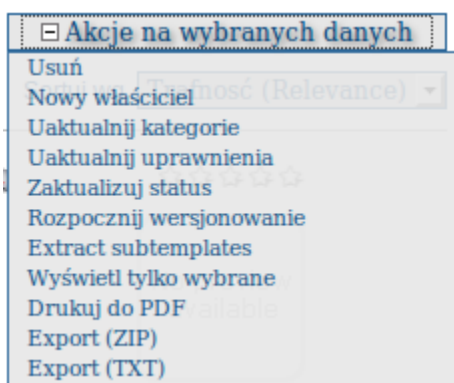 Akcje na wybranych danych
Usuń
Nowy właściciel
Uaktualnij kategorie
Uaktualnij uprawnienia
Zaktualizuj status
Rozpocznij wersjonowanie
Extract subtemplates
Wyświetl tylko wybrane
Drukuj do PDF
Export (ZIP)
Export (TXT)
(Relevance)